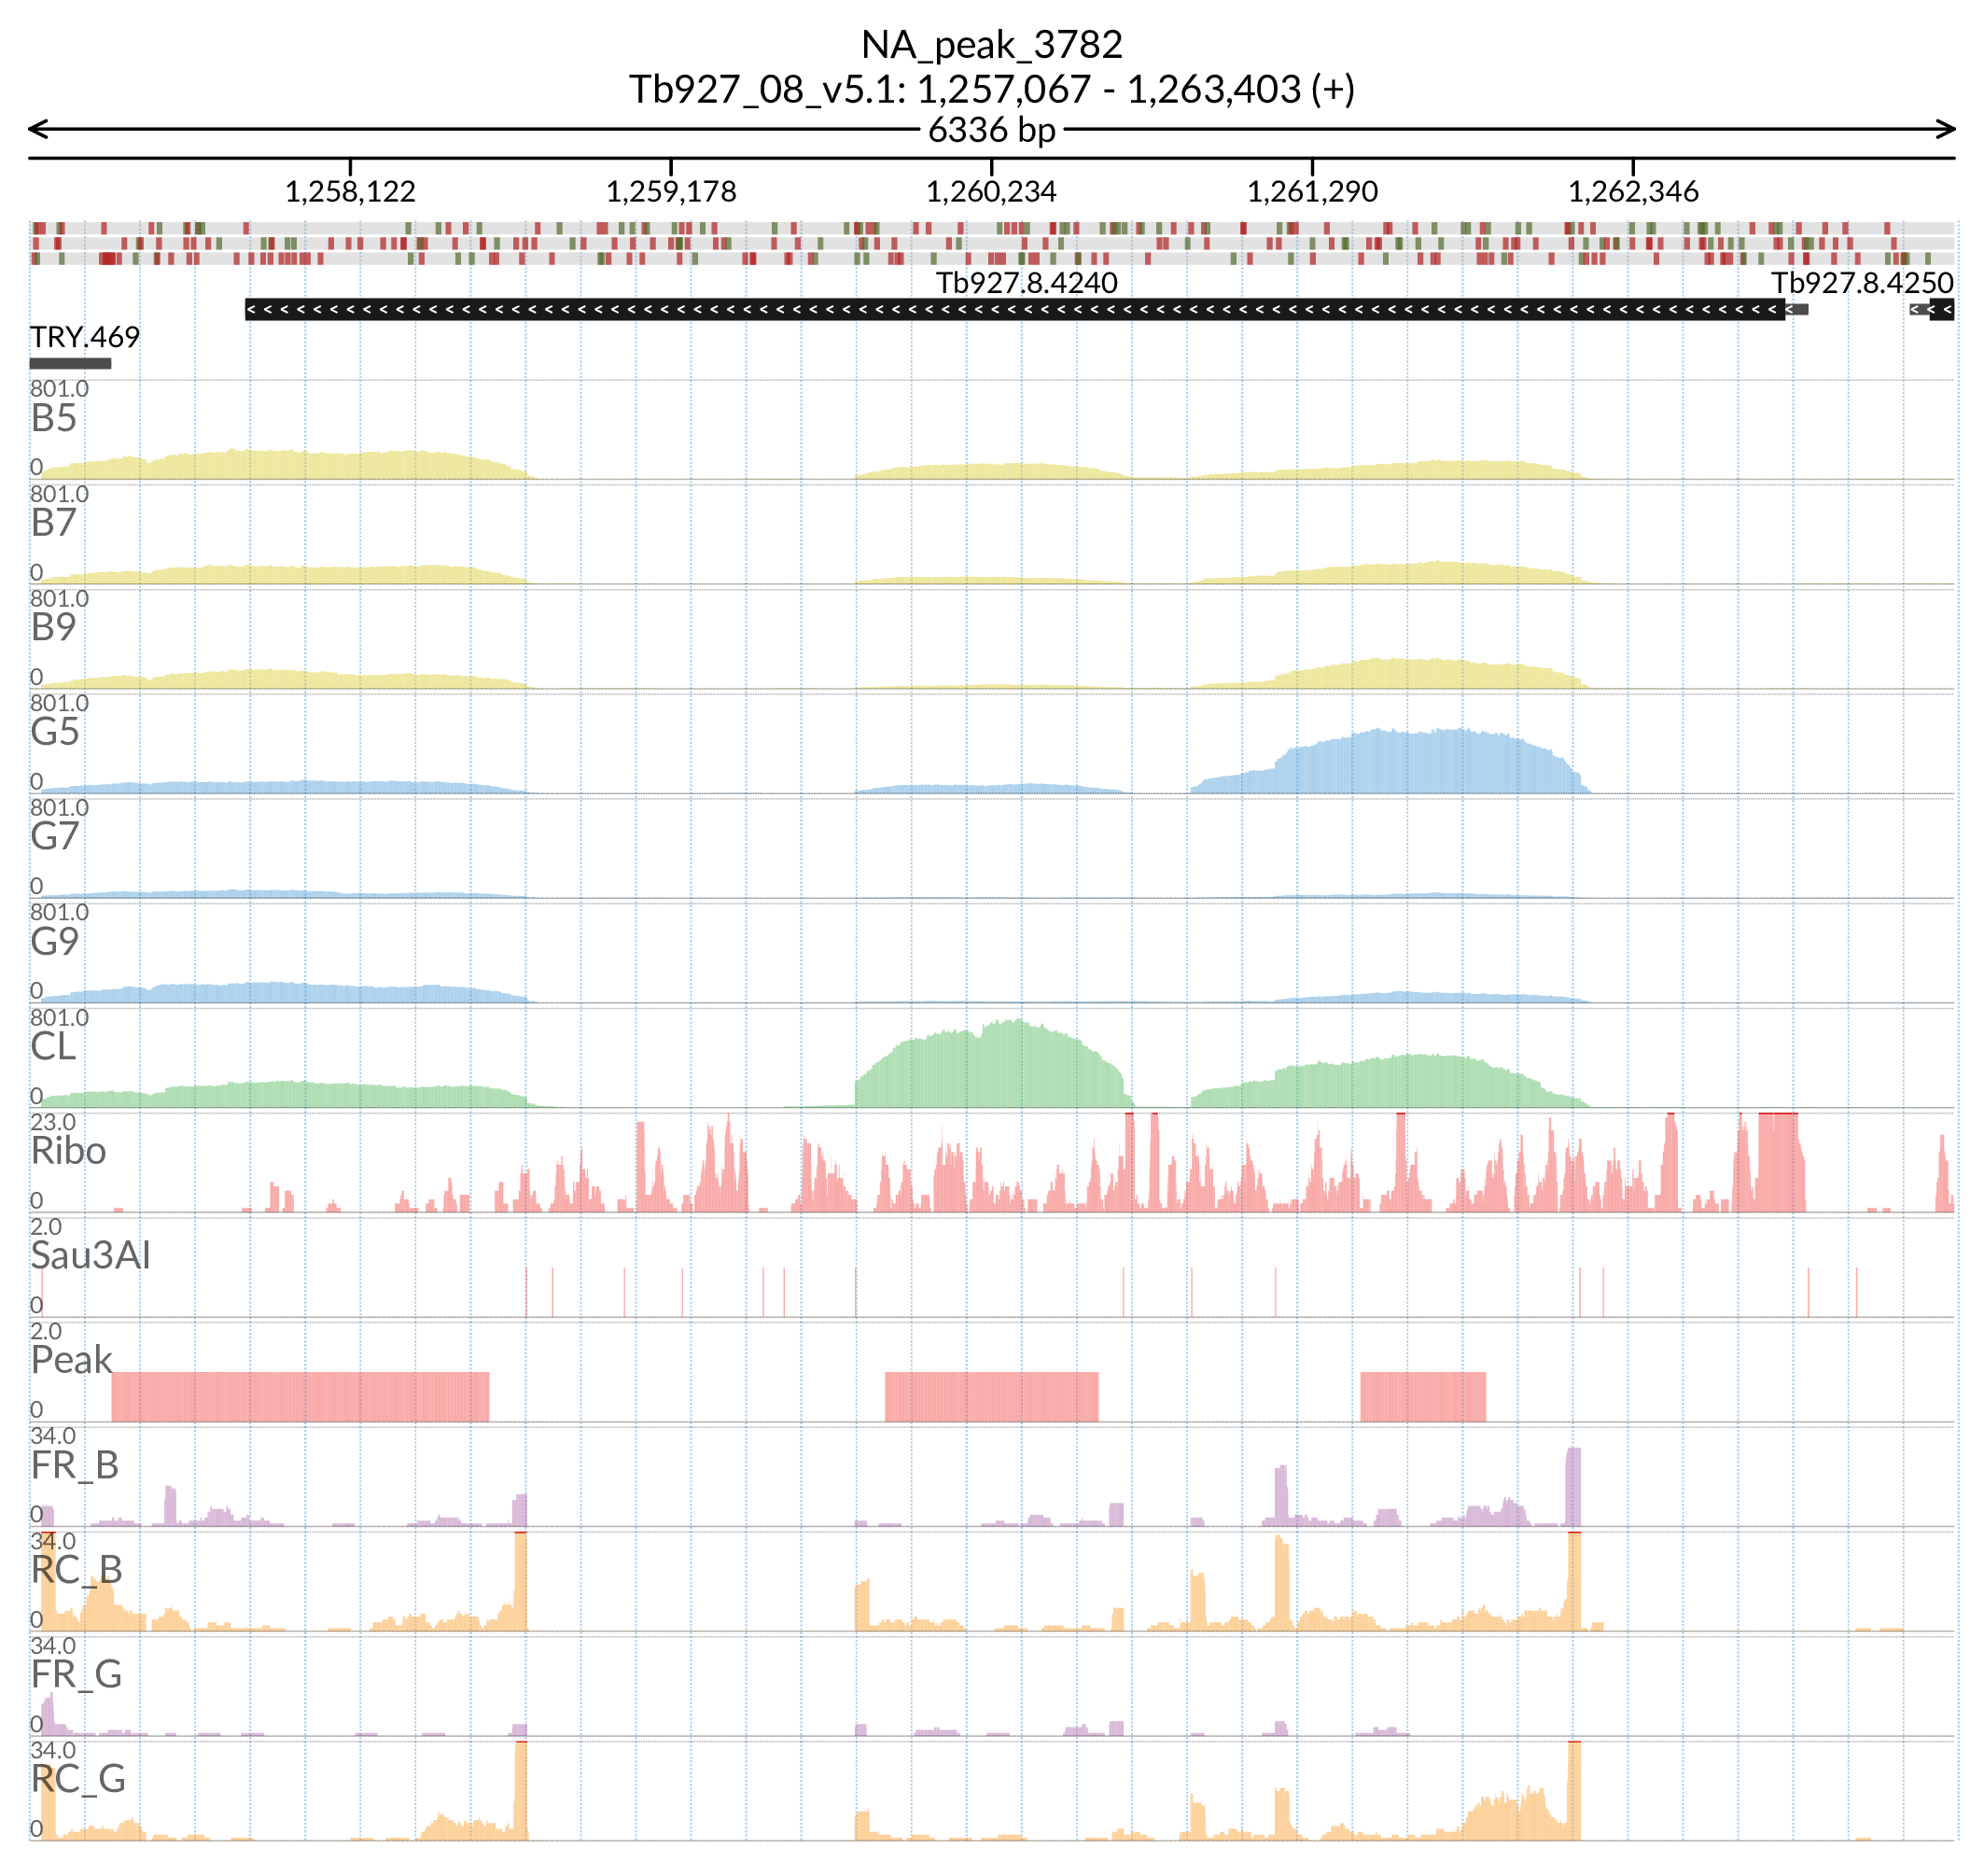 NA_peak_3782
Tb927_08_v5.1: 1,257,067 - 1,263,403 (+)
6336 bp
1,258,122 1,259,178 1,260,234 1,261,290 1,262,346
Tb927.8.4240 Tb927.8.4250
TRY.469
801.0
B5
0
801.0
B7
0
801.0
B9
0
801.0
G5
0
801.0
G7
0
801.0
G9
0
801.0
CL
0
23.0
Ribo
0
2.0
Sau3AI
0
2.0
Peak
0
34.0
FR_B
0
34.0
RC_B
0
34.0
FR_G
0
34.0
RC_G
0